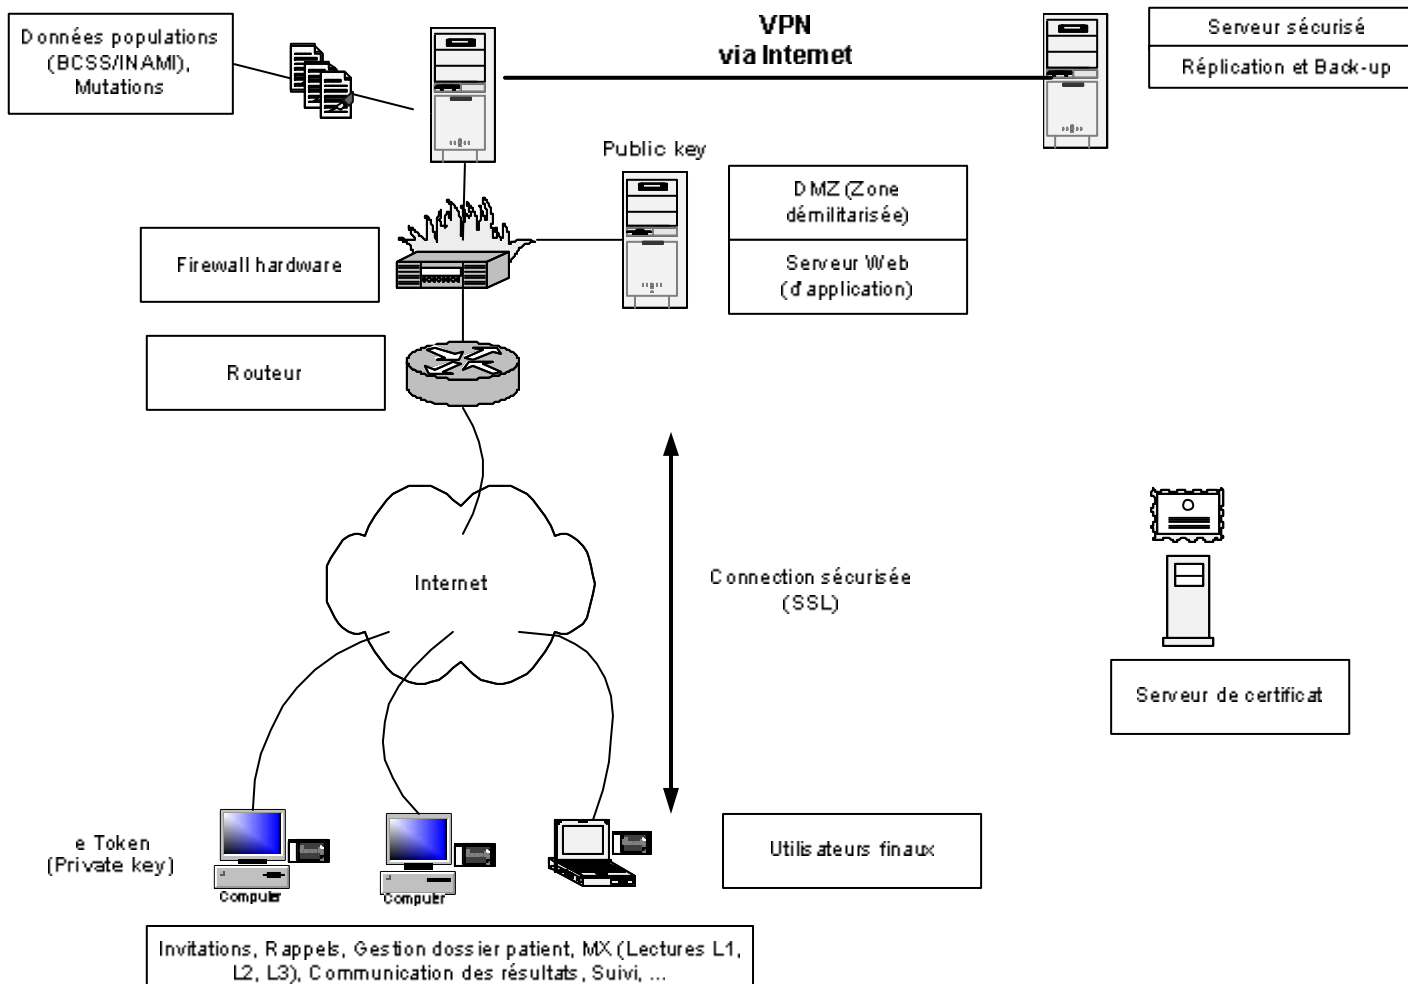 Données populations
(BCSS/INAMI),
Mutations
VPN
via Internet
Serveur sécurisé
Réplication et Back-up
Public key
DMZ (Zone
démilitarisée)
Serveur Web
(d'application)
Firewall hardware
Routeur
Internet
Connection sécurisée
(SSL)
Serveur de certificat
e Token
(Private key)
Computer
Computer
Utilisateurs finaux
Invitations, Rappels, Gestion dossier patient, MX (Lectures L1,
L2, L3), Communication des résultats, Suivi, ...